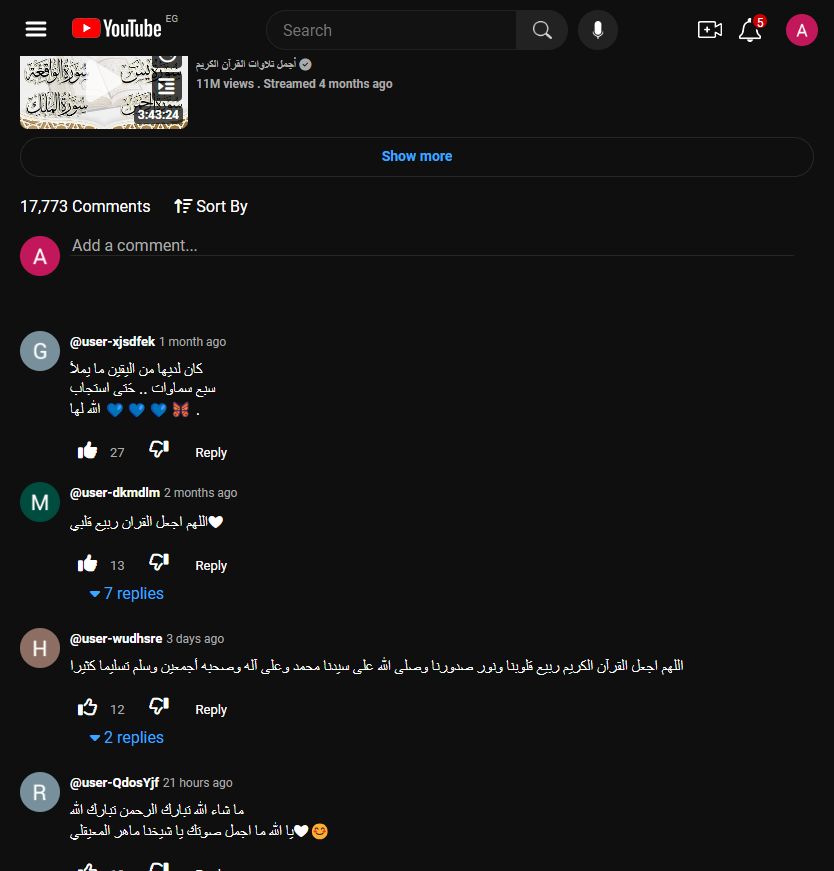 YouTube EG
Search
5
A
سورة الواقعة
سورة يس
سورة الملك
3:43:24
أجمل تلاوات القرآن الكريم
11M views . Streamed 4 months ago
Show more
17,773 Comments Sort By
A
Add a comment...
G
@user-xjsdfek 1 month ago
كان لديها من اليقين ما يملأ
سبع سماوات .. حَتى استجاب
الله لها 💙 💙 💙 🦋 .
27 Reply
M
@user-dkmdlm 2 months ago
اللهم اجعل القران ربيع قلبي🤍
13 Reply
7 replies
H
@user-wudhsre 3 days ago
اللهم اجعل القرآن الكريم ربيع قلوبنا ونور صدورنا وصلى الله على سيدنا محمد وعلى آله وصحبه أجمعين وسلم تسليما كثيرا
12 Reply
2 replies
R
@user-QdosYjf 21 hours ago
ما شاء الله تبارك الرحمن تبارك الله
يا الله ما اجمل صوتك يا شيخنا ماهر المعيقلي🤍😊